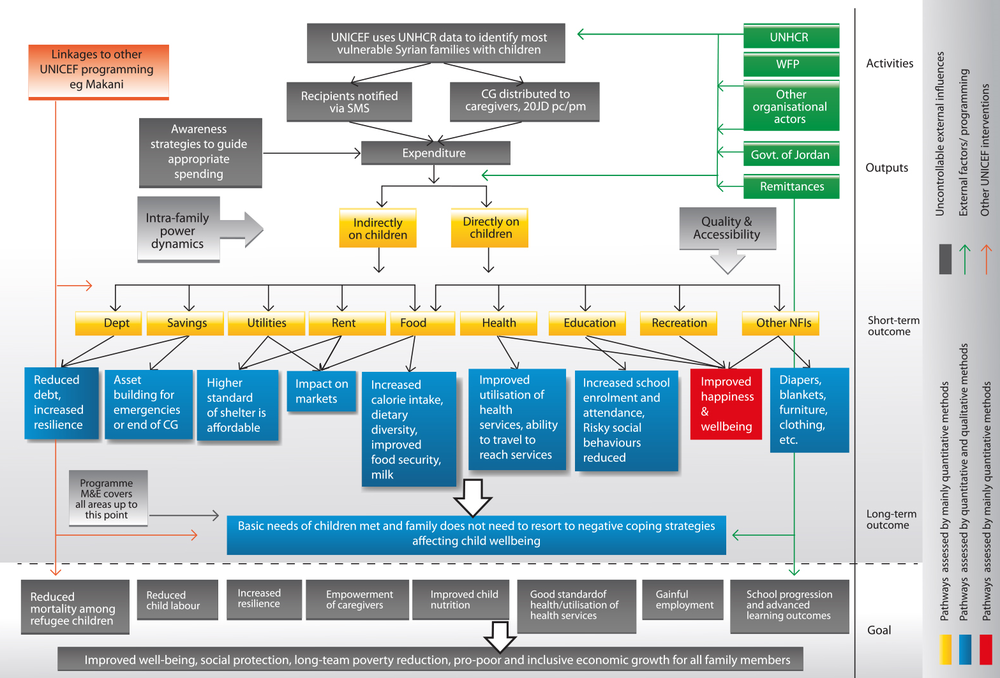 UNICEF uses UNHCR data to identify most
vulnerable Syrian families with children
Linkages to other
UNICEF programming
eg Makani
Recipients notified
via SMS
CG distributed to
caregivers, 20JD pc/pm
Awareness
strategies to guide
appropriate
spending
Expenditure
UNHCR
WFP
Other
organisational
actors
Govt. of Jordan
Remittances
Activities
Outputs
Intra-family
power
dynamics
Indirectly
on children
Directly on
children
Quality &
Accessibility
Dept
Savings
Utilities
Rent
Food
Health
Education
Recreation
Other NFIs
Short-term
outcome
Reduced
debt,
increased
resilience
Asset
building for
emergencies
or end of CG
Higher
standard
of shelter is
affordable
Impact on
markets
Increased
calorie intake,
dietary
diversity,
improved
food security,
milk
Improved
utilisation of
health
services, ability
to travel to
reach services
Increased school
enrolment and
attendance,
Risky social
behaviours
reduced
Improved
happiness
&
wellbeing
Diapers,
blankets,
furniture,
clothing,
etc.
Programme
M&E covers
all areas up to
this point
Basic needs of children met and family does not need to resort to negative coping strategies
affecting child wellbeing
Long-term
outcome
Reduced
mortality among
refugee children
Reduced
child labour
Increased
resilience
Empowerment
of caregivers
Improved child
nutrition
Good standardof
health/utilisation of
health services
Gainful
employment
School progression
and advanced
learning outcomes
Goal
Improved well-being, social protection, long-team poverty reduction, pro-poor and inclusive economic growth for all family members
Uncontrollable external influences
External factors/ programming
Other UNICEF interventions
Pathways assessed by mainly quantitative methods
Pathways assessed by quantitative and qualitative methods
Pathways assessed by mainly quantitative methods